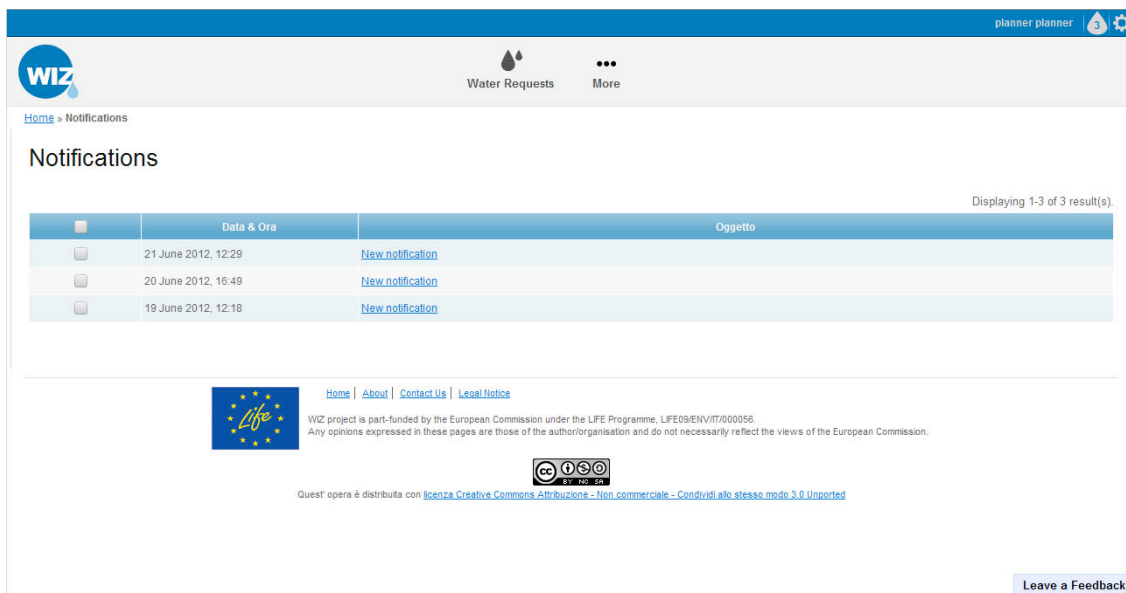 planner planner 3
WIZ
Water Requests More
Home » Notifications
Notifications
Displaying 1-3 of 3 result(s).
Data & Ora Oggetto
21 June 2012, 12:29 New notification
20 June 2012, 16:49 New notification
19 June 2012, 12:18 New notification
Life
Home | About | Contact Us | Legal Notice
WIZ project is part-funded by the European Commission under the LIFE Programme, LIFE09/ENV/IT/000056.
Any opinions expressed in these pages are those of the author/organisation and do not necessarily reflect the views of the European Commission.
cc
BY NC SA
Quest' opera è distribuita con licenza Creative Commons Attribuzione - Non commerciale - Condividi allo stesso modo 3.0 Unported
Leave a Feedback